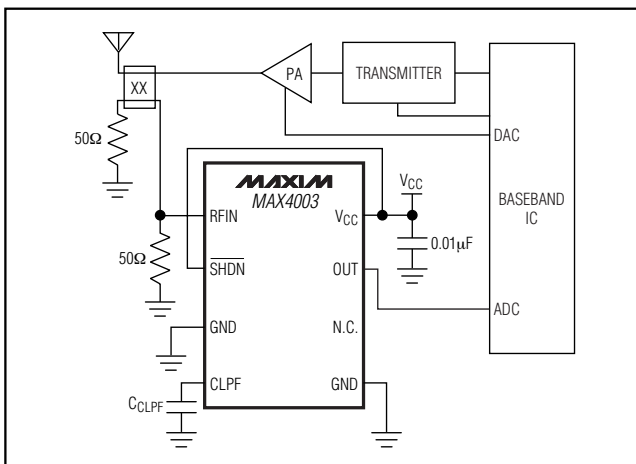 PA
TRANSMITTER
XX
50Ω
DAC
MAXIM
MAX4003
VCC
BASEBAND
IC
RFIN
VCC
0.01µF
50Ω
SHDN
OUT
GND
N.C.
ADC
CLPF
GND
CCLPF